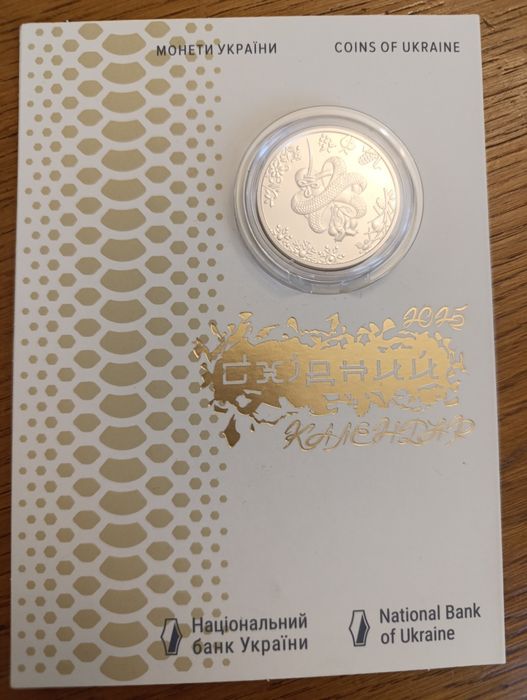 МОНЕТИ УКРАЇНИ
COINS OF UKRAINE
2025
СХІДНИЙ
КАЛЕНДАР
Національний
банк України
National Bank
of Ukraine